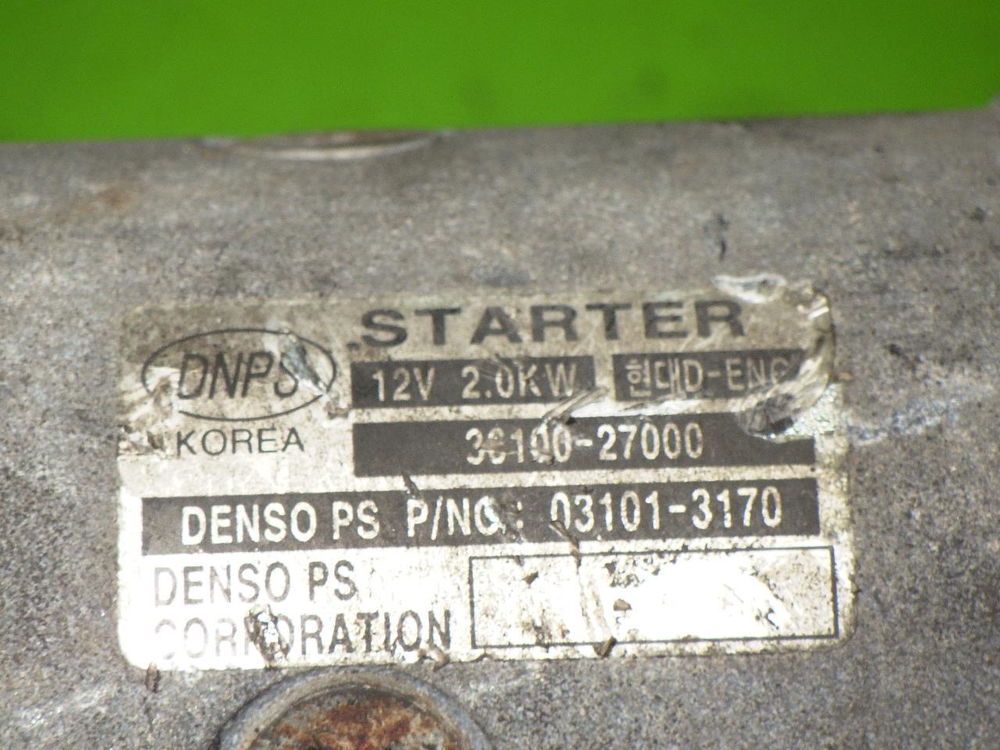 STARTER
DNPS
12V 2.0KW 현대D-ENG
KOREA
36100-27000
DENSO PS P/NO.: 03101-3170
DENSO PS
CORPORATION